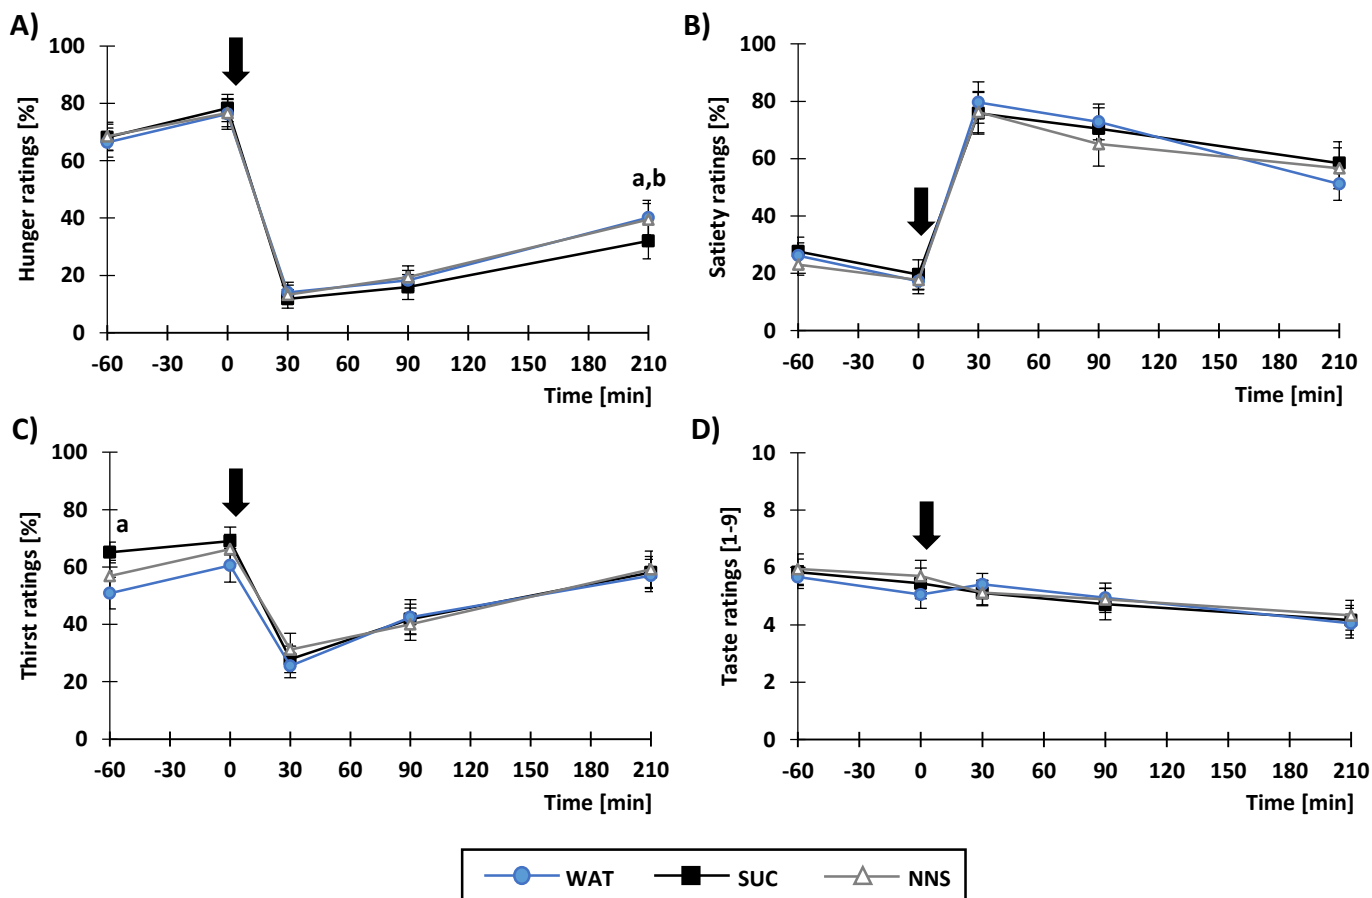 A)
Hunger ratings [%]
100
80
60
40
20
0
a,b
-60 -30 0 30 60 90 120 150 180 210
Time [min]
B)
Satiety ratings [%]
100
80
60
40
20
0
-60 -30 0 30 60 90 120 150 180 210
Time [min]
C)
Thirst ratings [%]
100
80
60
40
20
0
a
-60 -30 0 30 60 90 120 150 180 210
Time [min]
D)
Taste ratings [1-9]
10
8
6
4
2
0
-60 -30 0 30 60 90 120 150 180 210
Time [min]
WAT SUC NNS